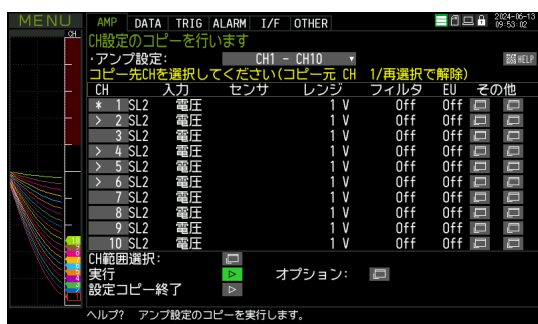 MENU AMP DATA TRIG ALARM I/F OTHER 2024-06-13
09:53:02
CH CH設定のコピーを行います
・アンプ設定: CH1 - CH10 HELP
コピー先CHを選択してください(コピー元 CH 1/再選択で解除)
CH 入力 センサ レンジ フィルタ EU その他
* 1 SL2 電圧 1 V Off Off
> 2 SL2 電圧 1 V Off Off
3 SL2 電圧 1 V Off Off
> 4 SL2 電圧 1 V Off Off
> 5 SL2 電圧 1 V Off Off
> 6 SL2 電圧 1 V Off Off
7 SL2 電圧 1 V Off Off
8 SL2 電圧 1 V Off Off
9 SL2 電圧 1 V Off Off
10 SL2 電圧 1 V Off Off
CH範囲選択:
実行 オプション:
設定コピー終了
ヘルプ? アンプ設定のコピーを実行します。